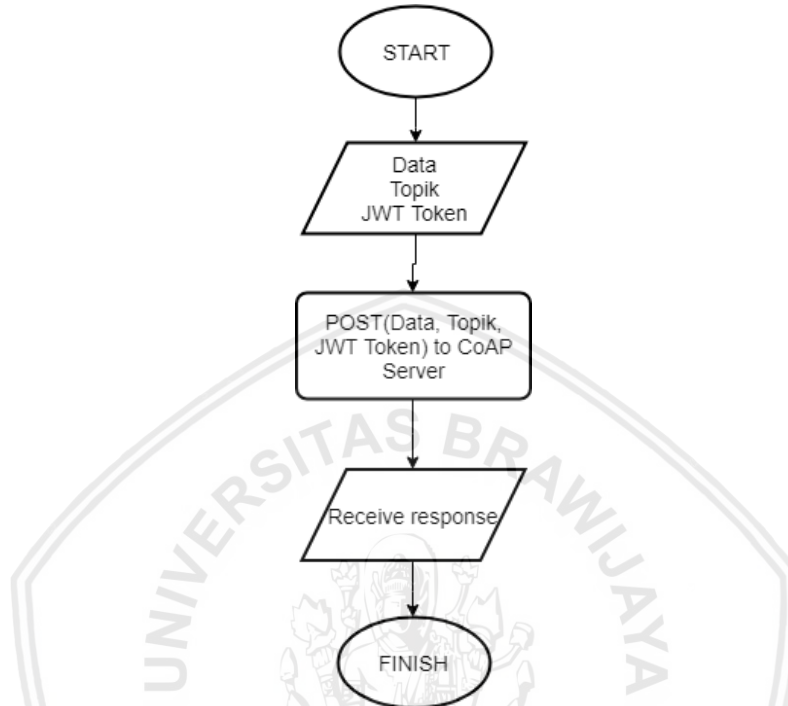 START
Data
Topik
JWT Token
POST(Data, Topik,
JWT Token) to CoAP
Server
UNIVERSITAS BRAWIJAYA
Receive response
FINISH